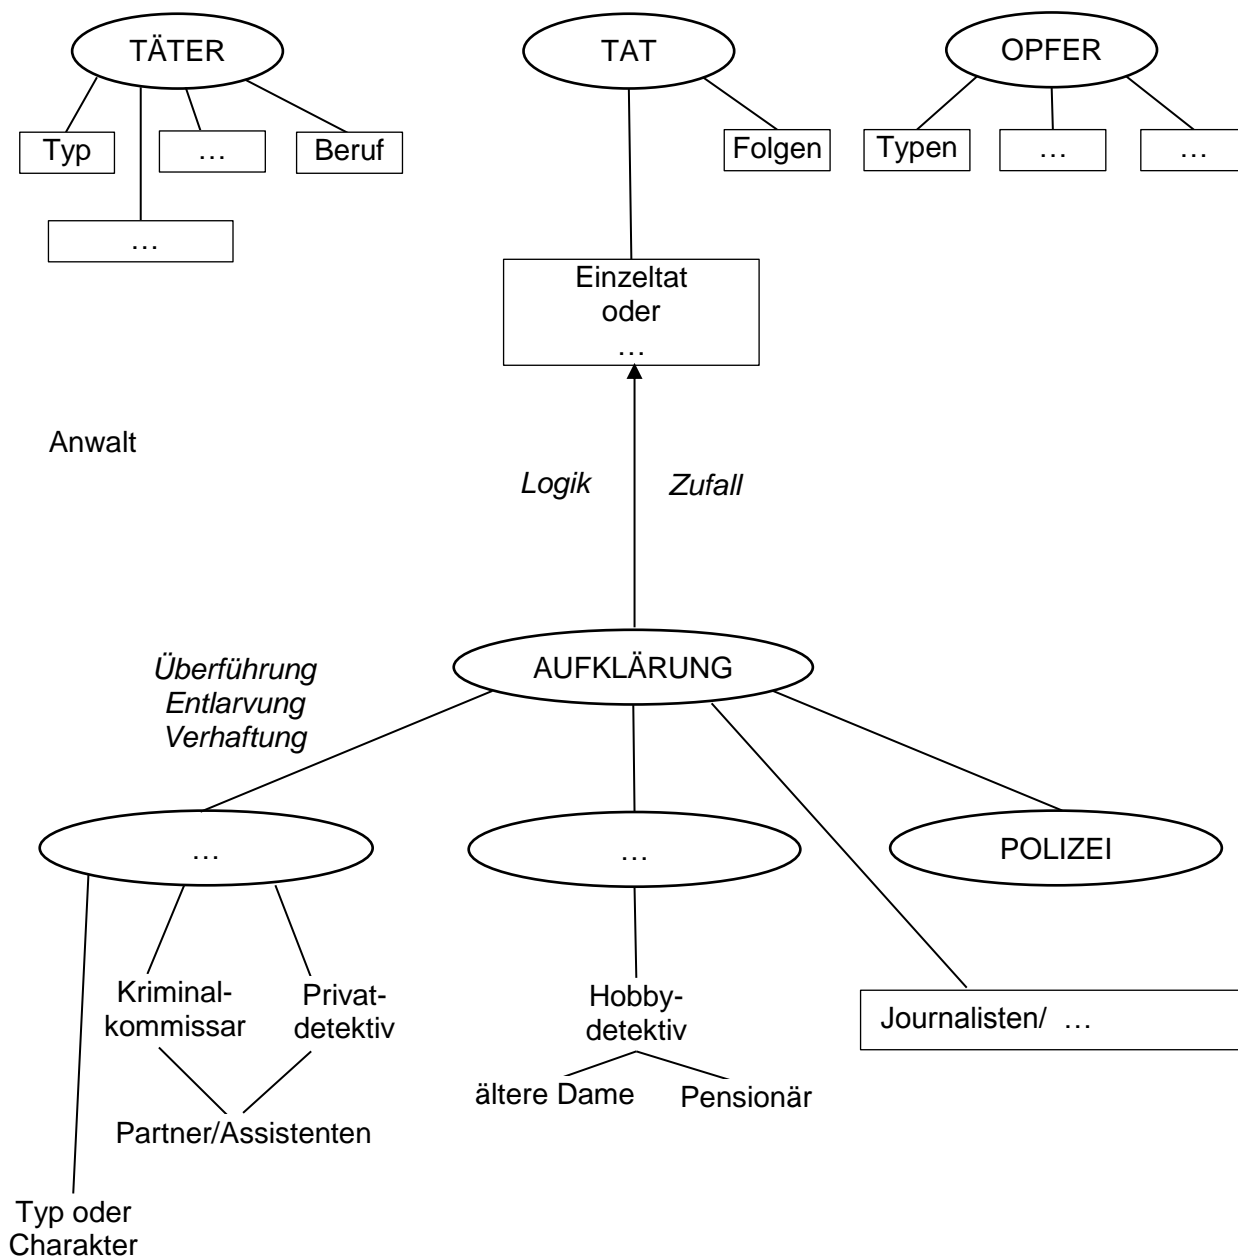 TÄTER
TAT
OPFER
Typ
…
Beruf
Folgen
Typen
…
…
…
Einzeltat
oder
…
Anwalt
Logik
Zufall
AUFKLÄRUNG
Überführung
Entlarvung
Verhaftung
…
…
POLIZEI
Kriminal-
kommissar
Privat-
detektiv
Hobby-
detektiv
Journalisten/ …
ältere Dame
Pensionär
Partner/Assistenten
Typ oder
Charakter